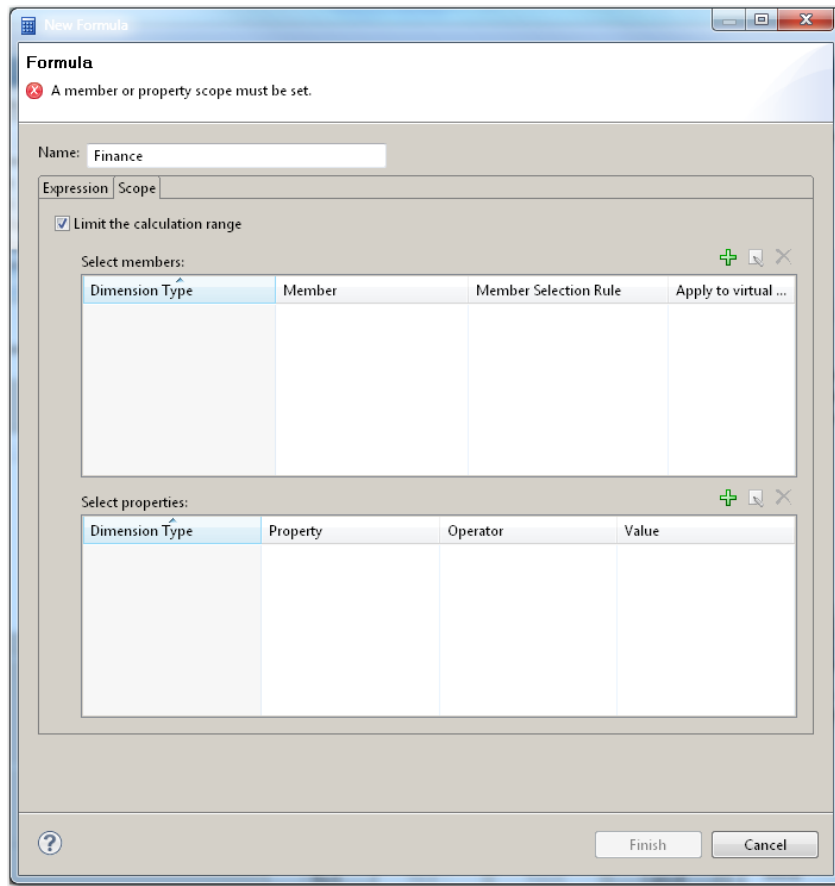 New Formula
Formula
A member or property scope must be set.
Name: Finance
Expression Scope
Limit the calculation range
Select members:
Dimension Type Member Member Selection Rule Apply to virtual ...
Select properties:
Dimension Type Property Operator Value
? Finish Cancel